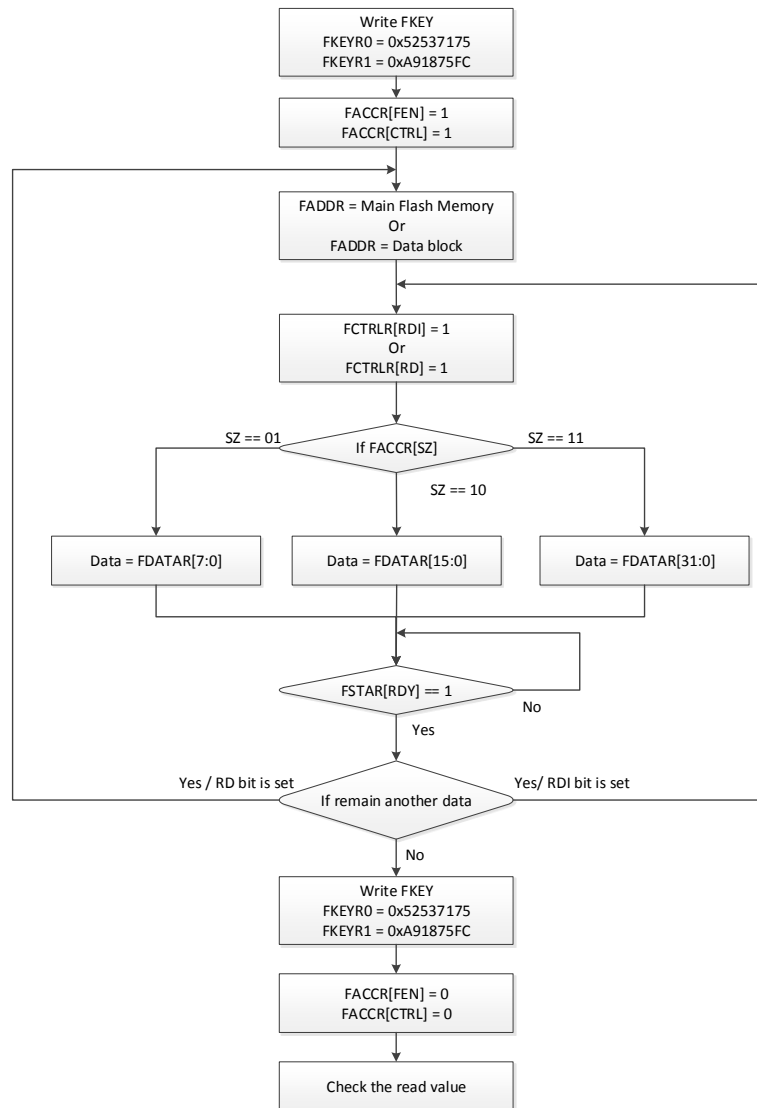 Write FKEY
FKEYR0 = 0x52537175
FKEYR1 = 0xA91875FC
FACCR[FEN] = 1
FACCR[CTRL] = 1
FADDR = Main Flash Memory
Or
FADDR = Data block
FCTRLR[RDI] = 1
Or
FCTRLR[RD] = 1
SZ == 01
If FACCR[SZ]
SZ == 11
SZ == 10
Data = FDATAR[7:0]
Data = FDATAR[15:0]
Data = FDATAR[31:0]
FSTAR[RDY] == 1
No
Yes
Yes / RD bit is set
If remain another data
Yes/ RDI bit is set
No
Write FKEY
FKEYR0 = 0x52537175
FKEYR1 = 0xA91875FC
FACCR[FEN] = 0
FACCR[CTRL] = 0
Check the read value